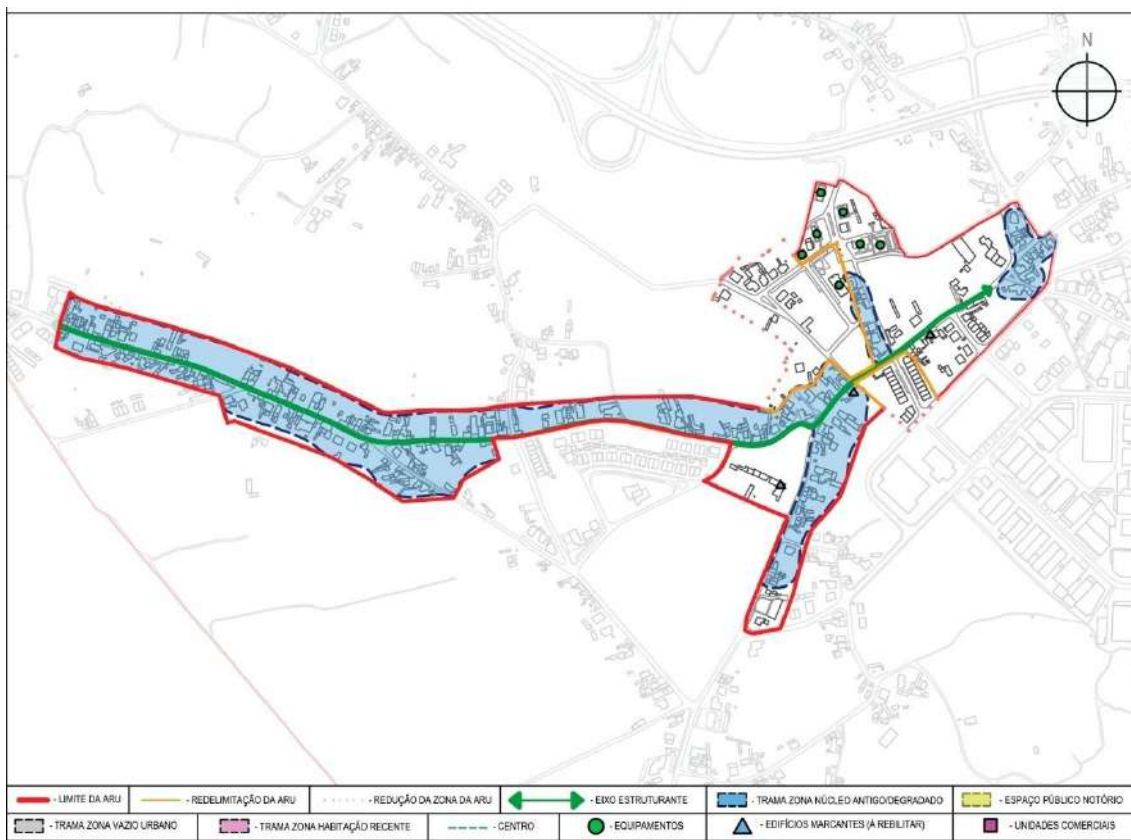 N
- LIMITE DA ARU
- REDELIMITAÇÃO DA ARU
- REDUÇÃO DA ZONA DA ARU
- EIXO ESTRUTURANTE
- TRAMA ZONA NÚCLEO ANTIGO/DEGRADADO
- ESPAÇO PÚBLICO NOTÓRIO
- TRAMA ZONA VAZIO URBANO
- TRAMA ZONA HABITAÇÃO RECENTE
- CENTRO
- EQUIPAMENTOS
- EDIFÍCIOS MARCANTES (À REBILITAR)
- UNIDADES COMERCIAIS